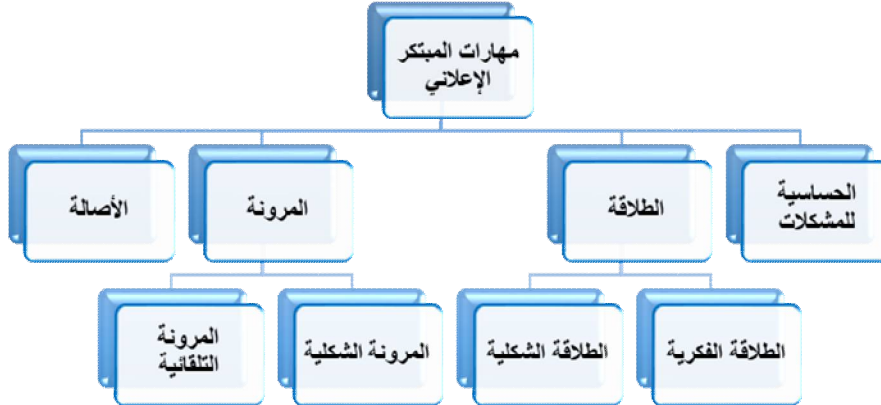 مهارات المبتكر
الإعلاني
الحساسية
للمشكلات
الطلاقة
المرونة
الأصالة
الطلاقة الفكرية
الطلاقة الشكلية
المرونة الشكلية
المرونة
التلقائية